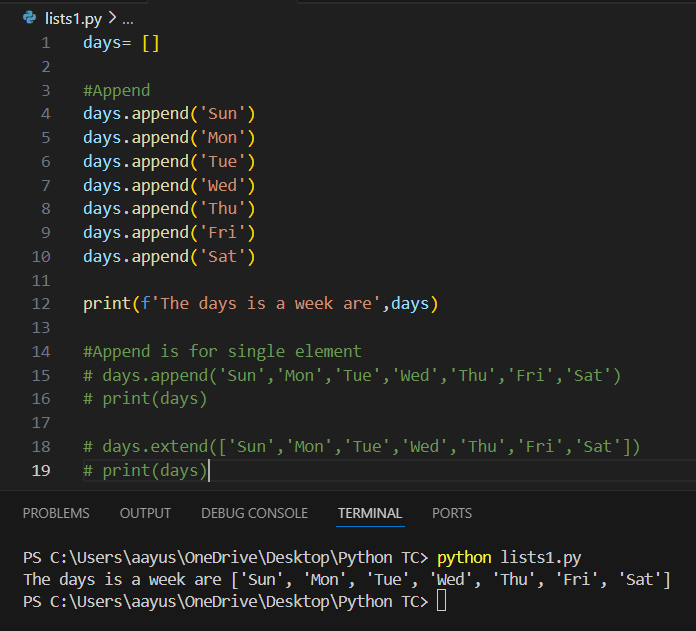 lists1.py > ...
1 days= []
2
3 #Append
4 days.append('Sun')
5 days.append('Mon')
6 days.append('Tue')
7 days.append('Wed')
8 days.append('Thu')
9 days.append('Fri')
10 days.append('Sat')
11
12 print(f'The days is a week are',days)
13
14 #Append is for single element
15 # days.append('Sun','Mon','Tue','Wed','Thu','Fri','Sat')
16 # print(days)
17
18 # days.extend(['Sun','Mon','Tue','Wed','Thu','Fri','Sat'])
19 # print(days)
PROBLEMS OUTPUT DEBUG CONSOLE TERMINAL PORTS
PS C:\Users\aayus\OneDrive\Desktop\Python TC> python lists1.py
The days is a week are ['Sun', 'Mon', 'Tue', 'Wed', 'Thu', 'Fri', 'Sat']
PS C:\Users\aayus\OneDrive\Desktop\Python TC>